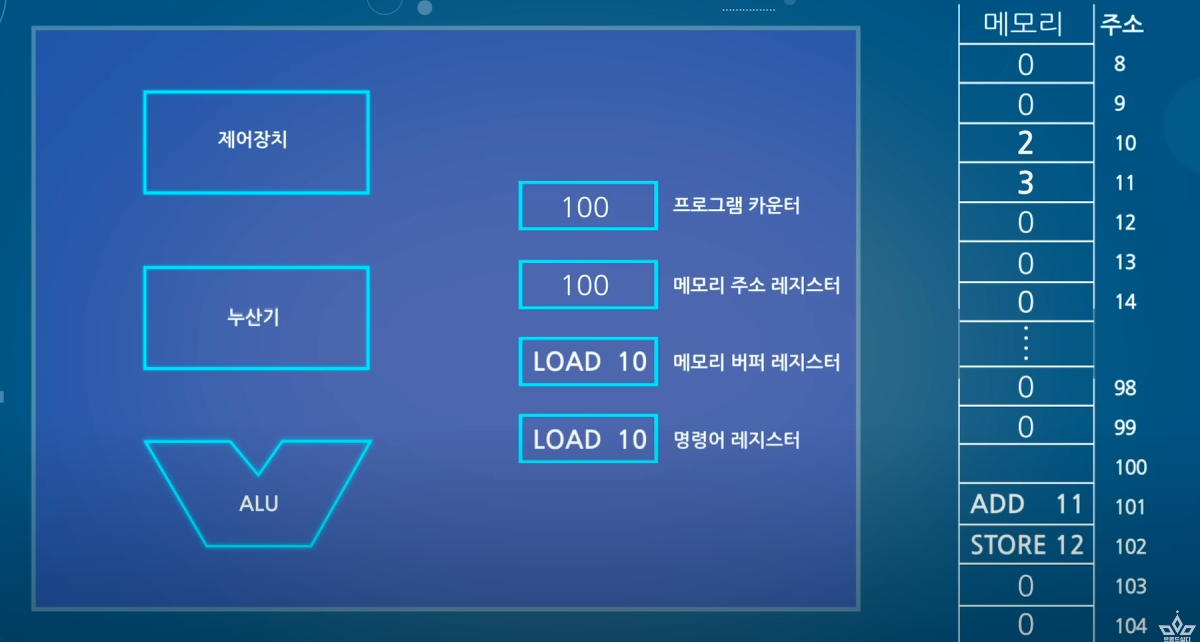 제어장치
누산기
ALU
100 프로그램 카운터
100 메모리 주소 레지스터
LOAD 10 메모리 버퍼 레지스터
LOAD 10 명령어 레지스터
메모리 주소
0 8
0 9
2 10
3 11
0 12
0 13
0 14
⋮
0 98
0 99
100
ADD 11 101
STORE 12 102
0 103
0 104